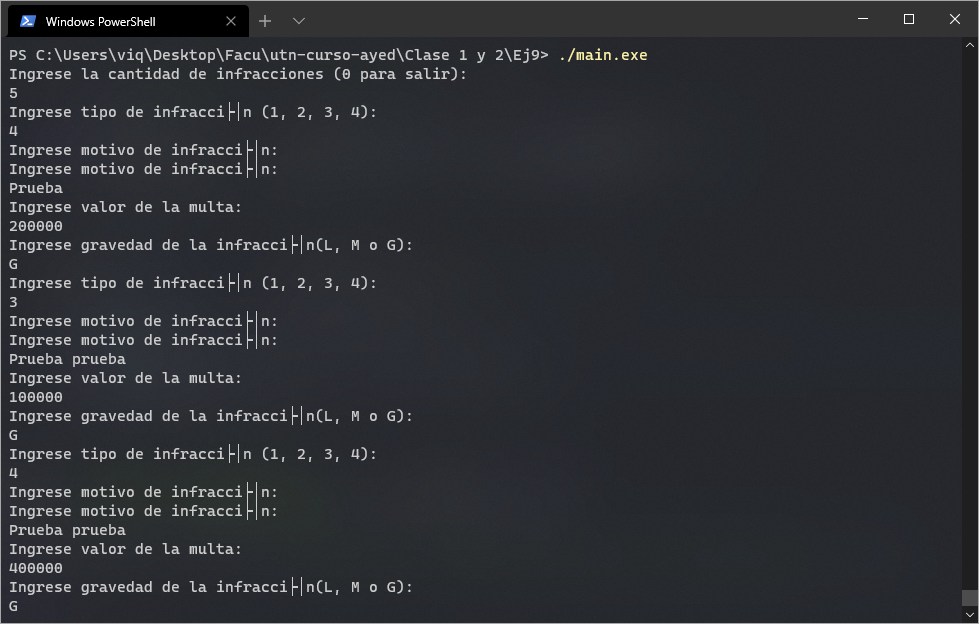 Windows PowerShell
PS C:\Users\viq\Desktop\Facu\utn-curso-ayed\Clase 1 y 2\Ej9> ./main.exe
Ingrese la cantidad de infracciones (0 para salir):
5
Ingrese tipo de infracci├│n (1, 2, 3, 4):
4
Ingrese motivo de infracci├│n:
Ingrese motivo de infracci├│n:
Prueba
Ingrese valor de la multa:
200000
Ingrese gravedad de la infracci├│n(L, M o G):
G
Ingrese tipo de infracci├│n (1, 2, 3, 4):
3
Ingrese motivo de infracci├│n:
Ingrese motivo de infracci├│n:
Prueba prueba
Ingrese valor de la multa:
100000
Ingrese gravedad de la infracci├│n(L, M o G):
G
Ingrese tipo de infracci├│n (1, 2, 3, 4):
4
Ingrese motivo de infracci├│n:
Ingrese motivo de infracci├│n:
Prueba prueba
Ingrese valor de la multa:
400000
Ingrese gravedad de la infracci├│n(L, M o G):
G